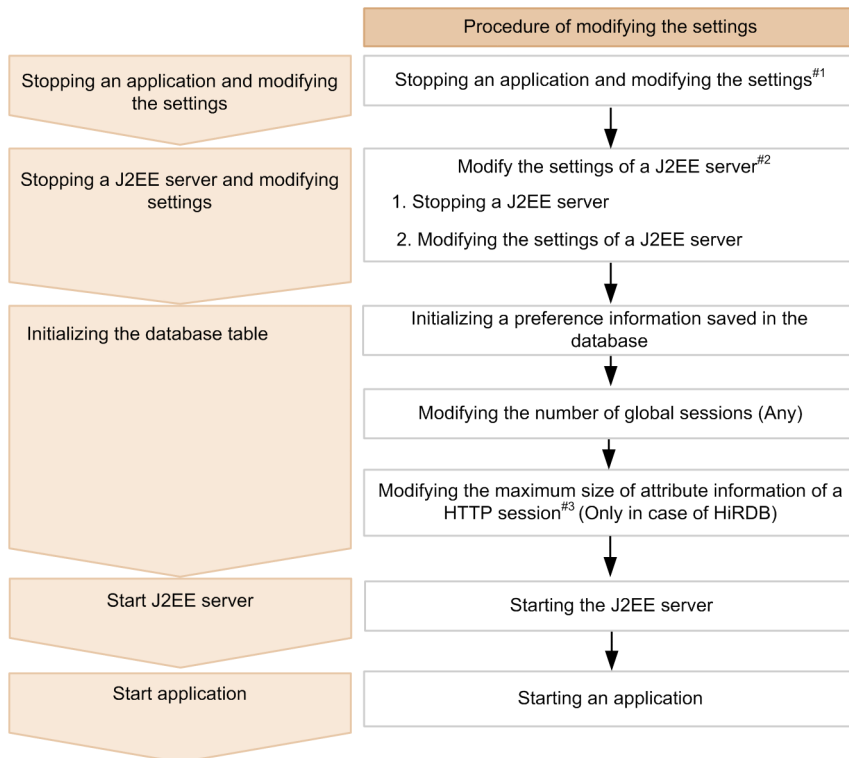 Procedure of modifying the settings
Stopping an application and modifying
the settings
Stopping an application and modifying the settings#1
Stopping a J2EE server and modifying
settings
Modify the settings of a J2EE server#2
1. Stopping a J2EE server
2. Modifying the settings of a J2EE server
Initializing the database table
Initializing a preference information saved in the
database
Modifying the number of global sessions (Any)
Modifying the maximum size of attribute information of a
HTTP session#3 (Only in case of HiRDB)
Start J2EE server
Starting the J2EE server
Start application
Starting an application